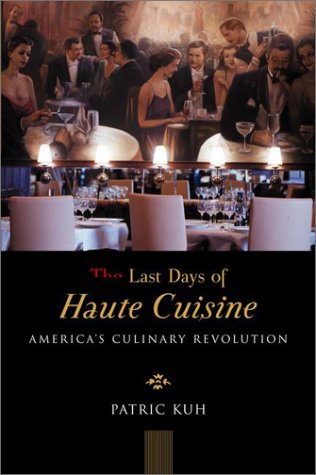 The Last Days of
Haute Cuisine
AMERICA'S CULINARY REVOLUTION
PATRIC KUH